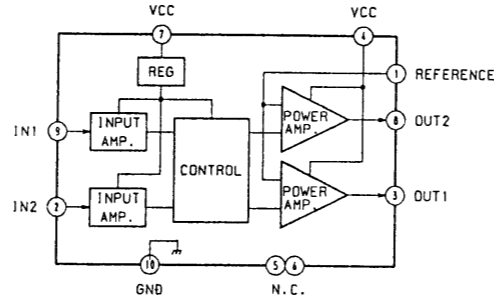 VCC
VCC
7
4
REG
1
REFERENCE
IN1
9
INPUT
AMP.
POWER
AMP.
8
OUT2
CONTROL
IN2
2
INPUT
AMP.
POWER
AMP.
3
OUT1
10
5
6
GND
N.C.